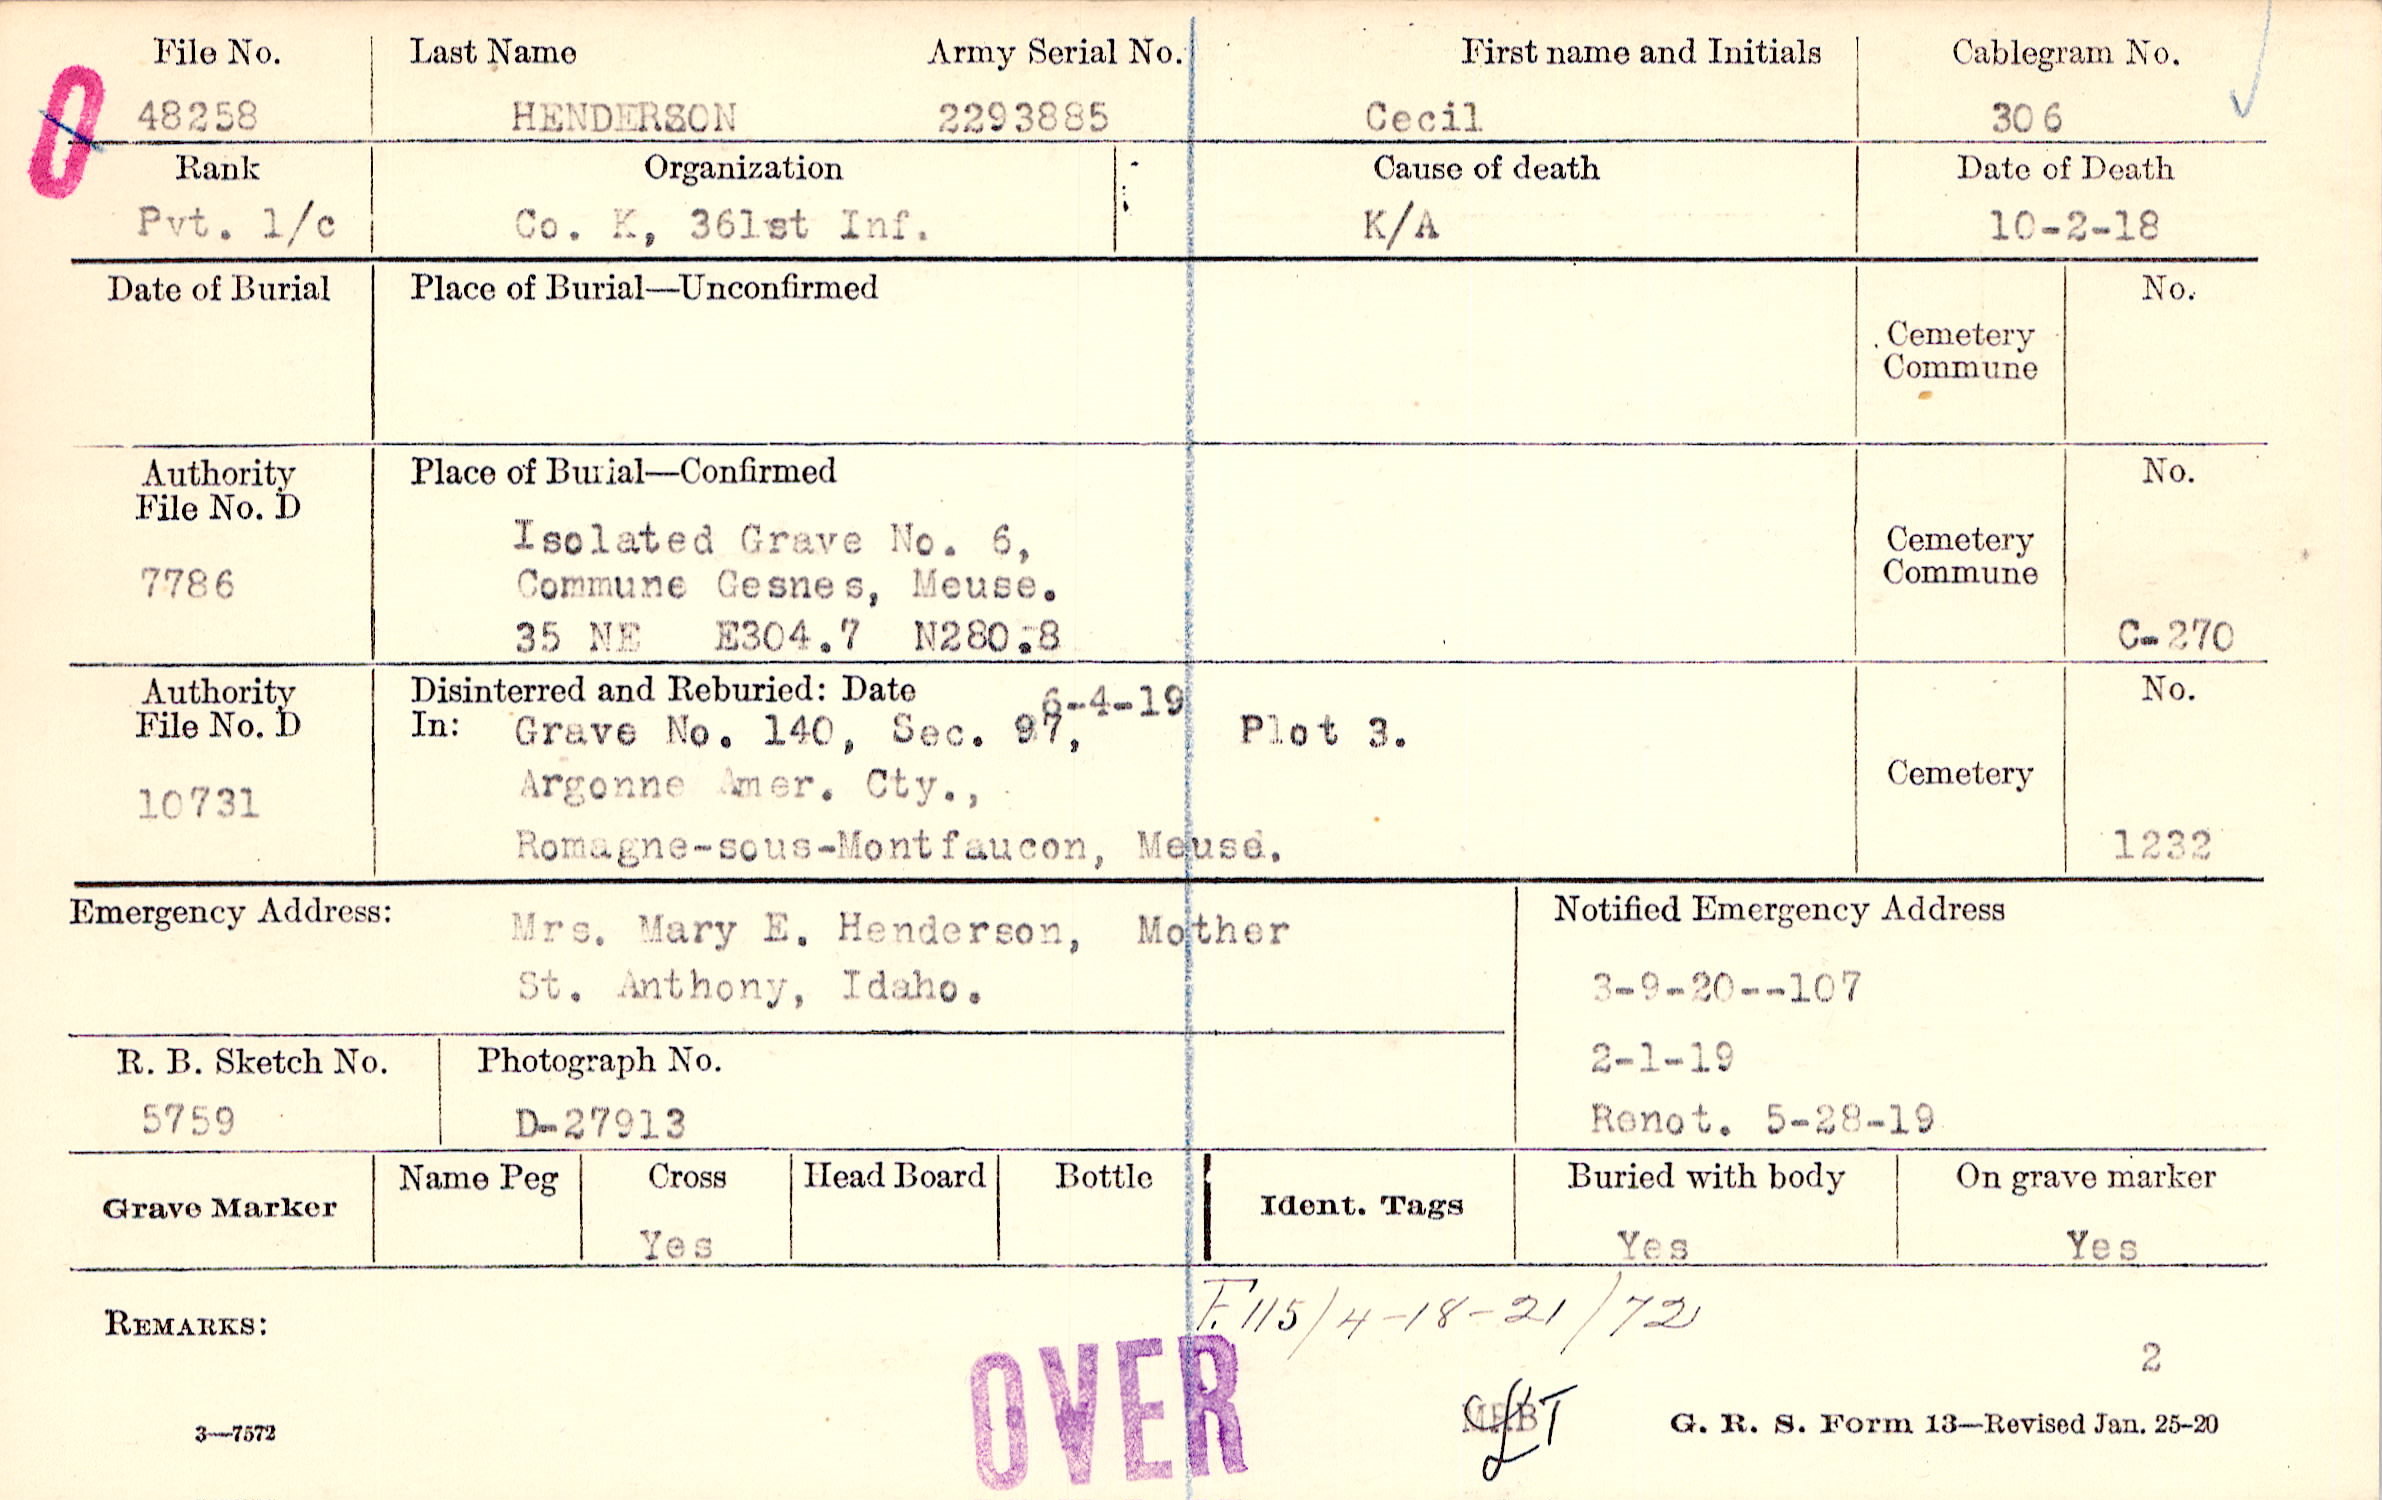 File No. Last Name Army Serial No. First name and Initials Cablegram No.
0
48258 HENDERSON 2293885 Cecil 306
Rank Organization Cause of death Date of Death
Pvt. 1/c Co. K, 361st Inf. K/A 10-2-18
Date of Burial Place of Burial—Unconfirmed No.
Cemetery
Commune
Authority Place of Burial—Confirmed No.
File No. D
Isolated Grave No. 6, Cemetery
7786 Commune Gesnes, Meuse. Commune
35 NE E304.7 N280.8 C-270
Authority Disinterred and Reburied: Date 6-4-19 No.
File No. D In: Grave No. 140, Sec. 97, Plot 3.
Argonne Amer. Cty., Cemetery
10731
Romagne-sous-Montfaucon, Meuse. 1232
Emergency Address: Mrs. Mary E. Henderson, Mother Notified Emergency Address
St. Anthony, Idaho. 3-9-20--107
R. B. Sketch No. Photograph No. 2-1-19
5759 D-27913 Renot. 5-28-19
Grave Marker Name Peg Cross Head Board Bottle Ident. Tags Buried with body On grave marker
Yes Yes Yes
REMARKS: F.115/4-18-21/72
2
OVER
3—7572 G. R. S. Form 13—Revised Jan. 25-20